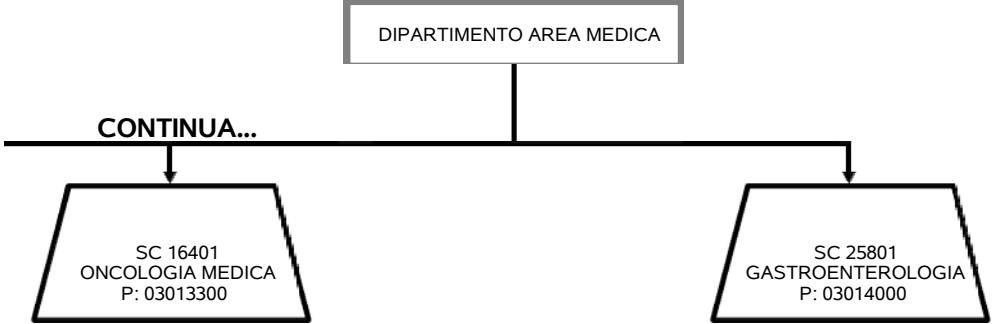 DIPARTIMENTO AREA MEDICA
CONTINUA...
SC 16401
ONCOLOGIA MEDICA
P: 03013300
SC 25801
GASTROENTEROLOGIA
P: 03014000